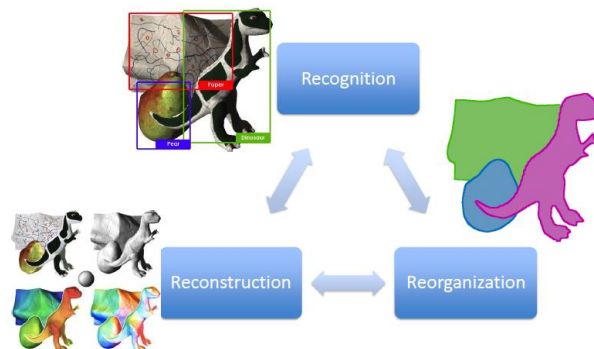 Recognition
Paper
Pear
Dinosaur
Reconstruction
Reorganization